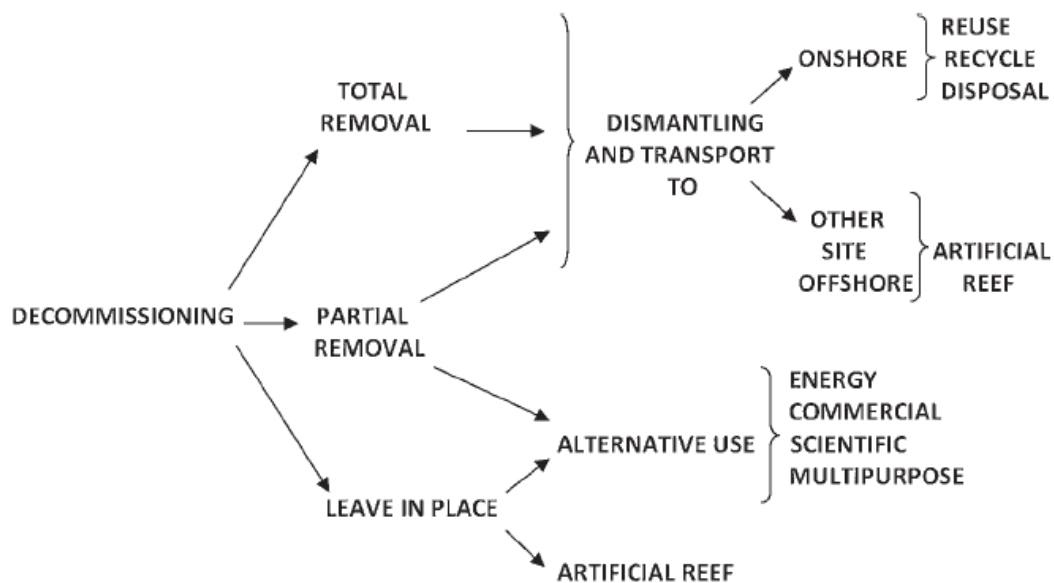 DECOMMISSIONING
TOTAL
REMOVAL
PARTIAL
REMOVAL
LEAVE IN PLACE
DISMANTLING
AND TRANSPORT
TO
ONSHORE
REUSE
RECYCLE
DISPOSAL
OTHER
SITE
OFFSHORE
ARTIFICIAL
REEF
ALTERNATIVE USE
ENERGY
COMMERCIAL
SCIENTIFIC
MULTIPURPOSE
ARTIFICIAL REEF